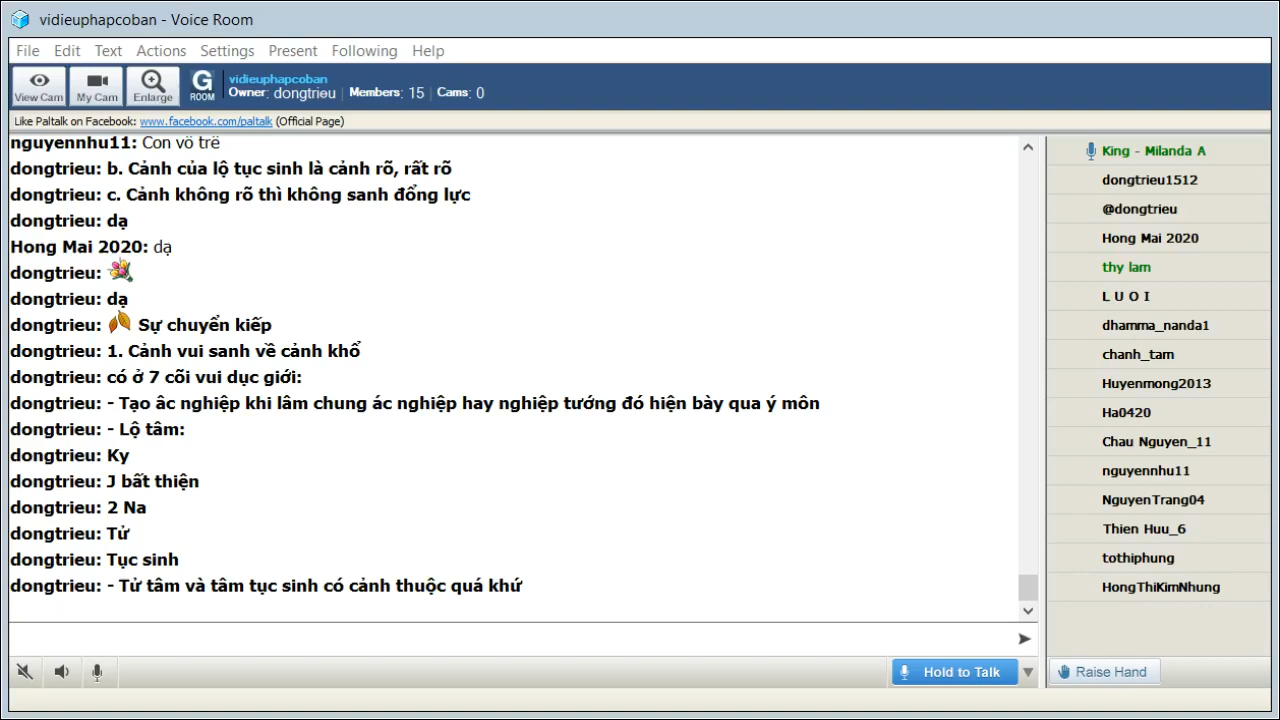 vidieuphapcoban - Voice Room
File Edit Text Actions Settings Present Following Help
View Cam My Cam Enlarge G ROOM
vidieuphapcoban
Owner: dongtrieu | Members: 15 | Cams: 0
Like Paltalk on Facebook: www.facebook.com/paltalk (Official Page)
nguyennhu11: Con vô trể
dongtrieu: b. Cảnh của lộ tục sinh là cảnh rõ, rất rõ
dongtrieu: c. Cảnh không rõ thì không sanh đổng lực
dongtrieu: dạ
Hong Mai 2020: dạ
dongtrieu:
dongtrieu: dạ
dongtrieu: Sự chuyển kiếp
dongtrieu: 1. Cảnh vui sanh về cảnh khổ
dongtrieu: có ở 7 cõi vui dục giới:
dongtrieu: - Tạo âc nghiệp khi lâm chung ác nghiệp hay nghiệp tướng đó hiện bày qua ý môn
dongtrieu: - Lộ tâm:
dongtrieu: Ky
dongtrieu: J bất thiện
dongtrieu: 2 Na
dongtrieu: Tử
dongtrieu: Tục sinh
dongtrieu: - Tử tâm và tâm tục sinh có cảnh thuộc quá khứ
King - Milanda A
dongtrieu1512
@dongtrieu
Hong Mai 2020
thy lam
L U O I
dhamma_nanda1
chanh_tam
Huyenmong2013
Ha0420
Chau Nguyen_11
nguyennhu11
NguyenTrang04
Thien Huu_6
tothiphung
HongThiKimNhung
Hold to Talk
Raise Hand